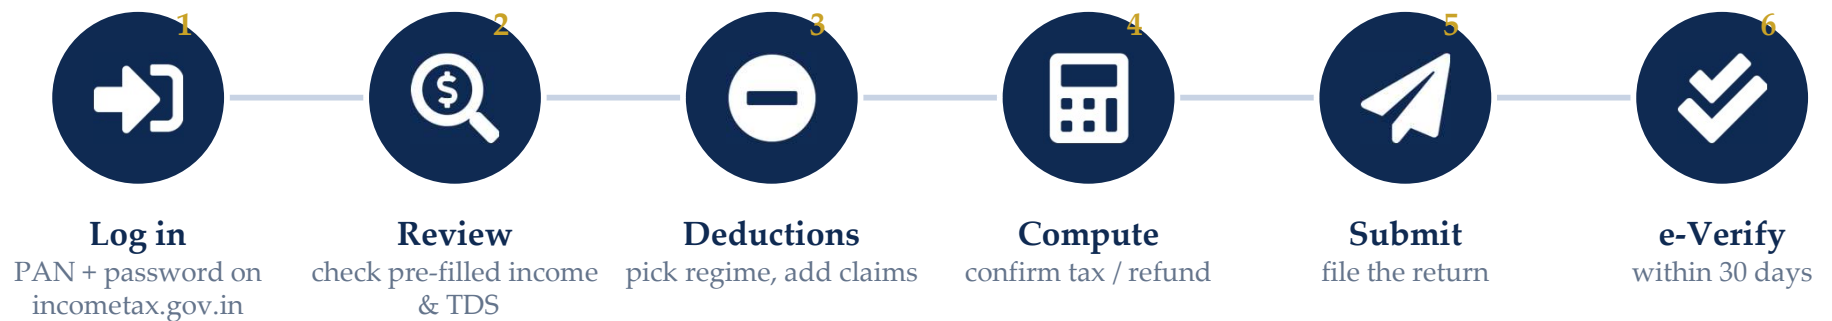 1
2
3
4
5
6
$
Log in
PAN + password on
incometax.gov.in
Review
check pre-filled income
& TDS
Deductions
pick regime, add claims
Compute
confirm tax / refund
Submit
file the return
e-Verify
within 30 days